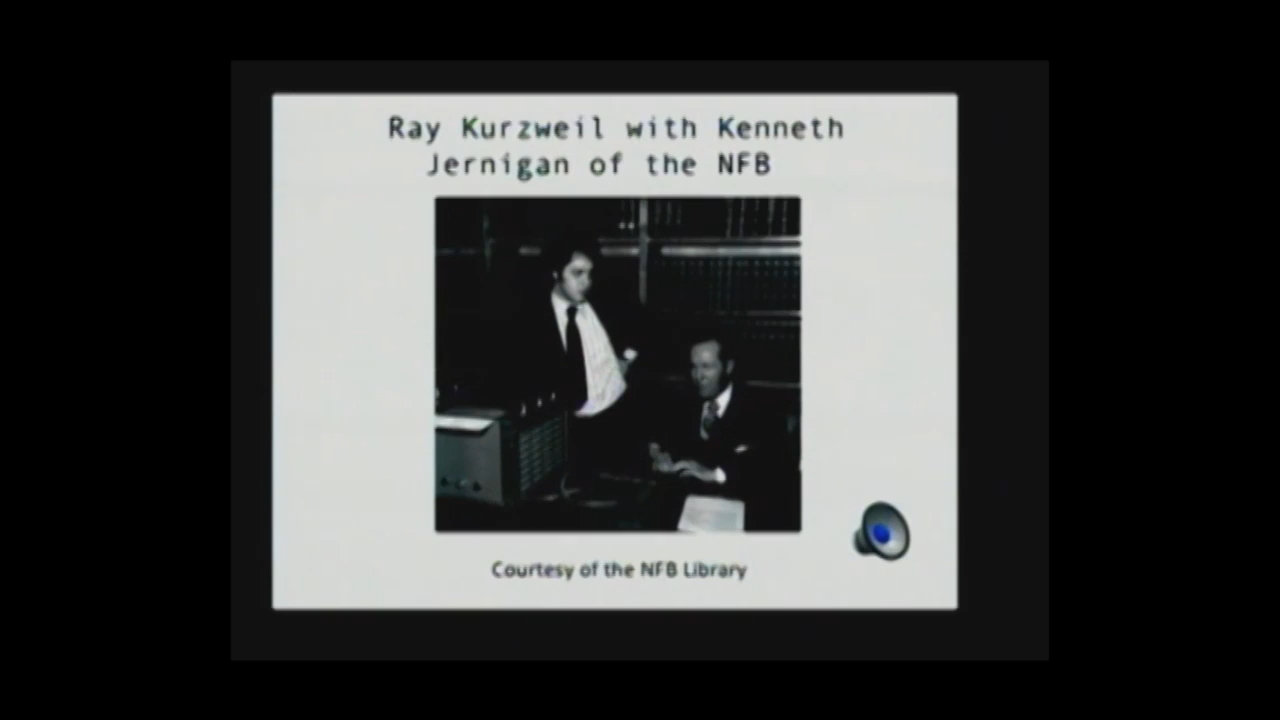 Ray Kurzweil with Kenneth
Jernigan of the NFB
Courtesy of the NFB Library